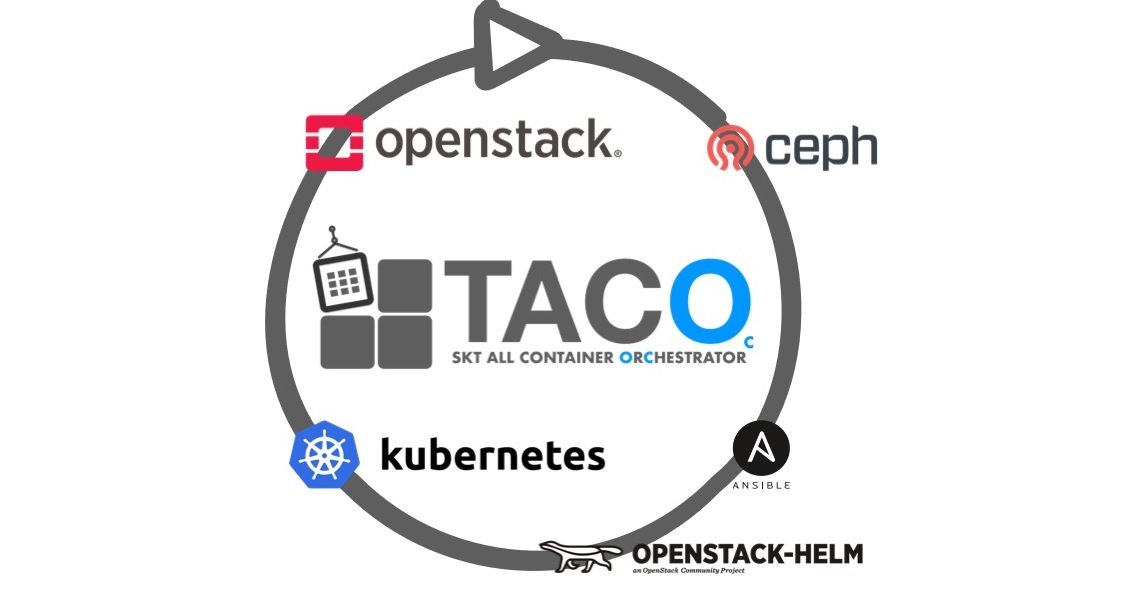 openstack®
ceph
TACO
c
SKT ALL CONTAINER ORCHESTRATOR
kubernetes
A
ANSIBLE
OPENSTACK-HELM
an OpenStack Community Project